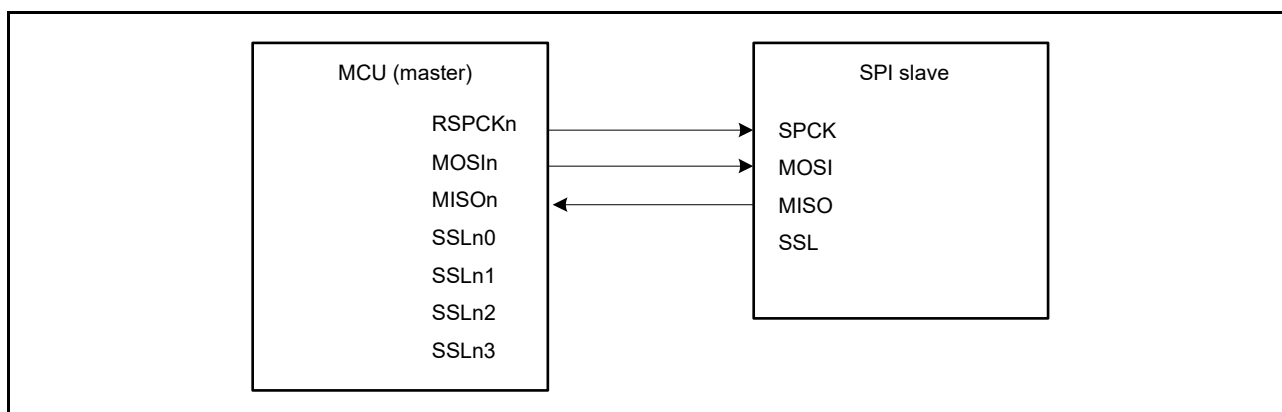 MCU (master)
RSPCKn
MOSIn
MISOn
SSLn0
SSLn1
SSLn2
SSLn3
SPI slave
SPCK
MOSI
MISO
SSL